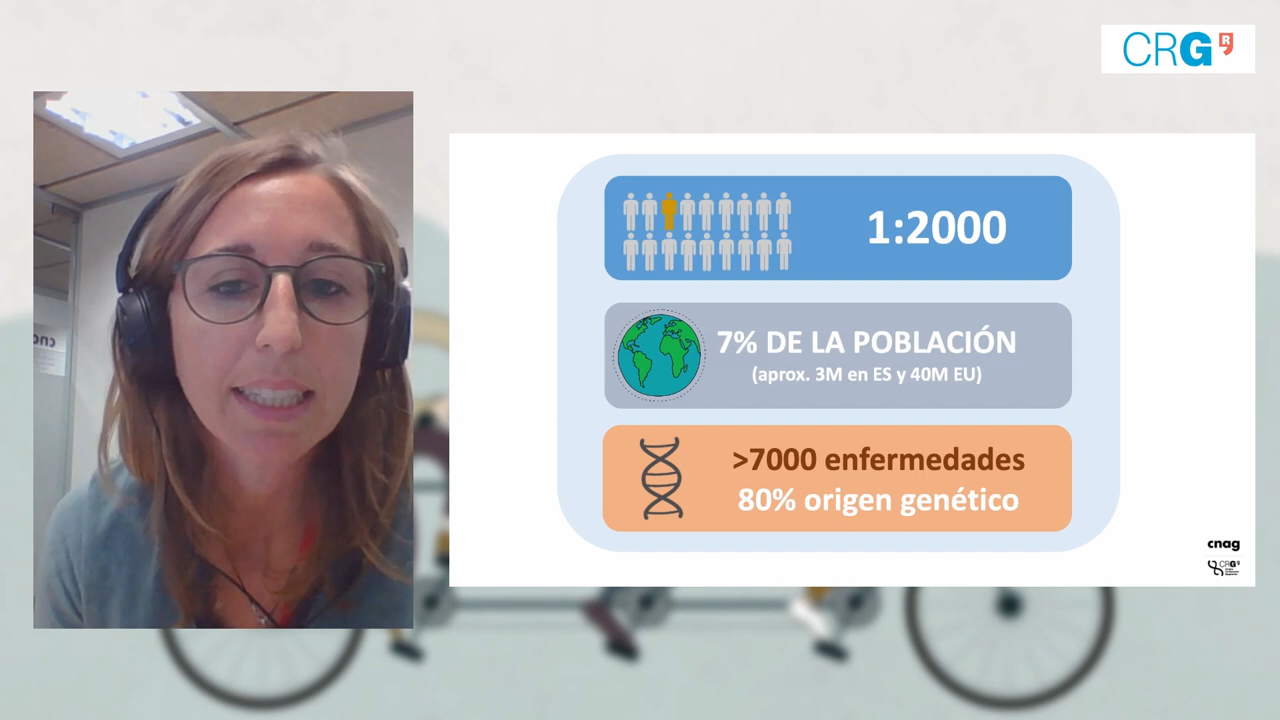 CRG
R
1:2000
7% DE LA POBLACIÓN
(aprox. 3M en ES y 40M EU)
>7000 enfermedades
80% origen genético
cnag
CRG